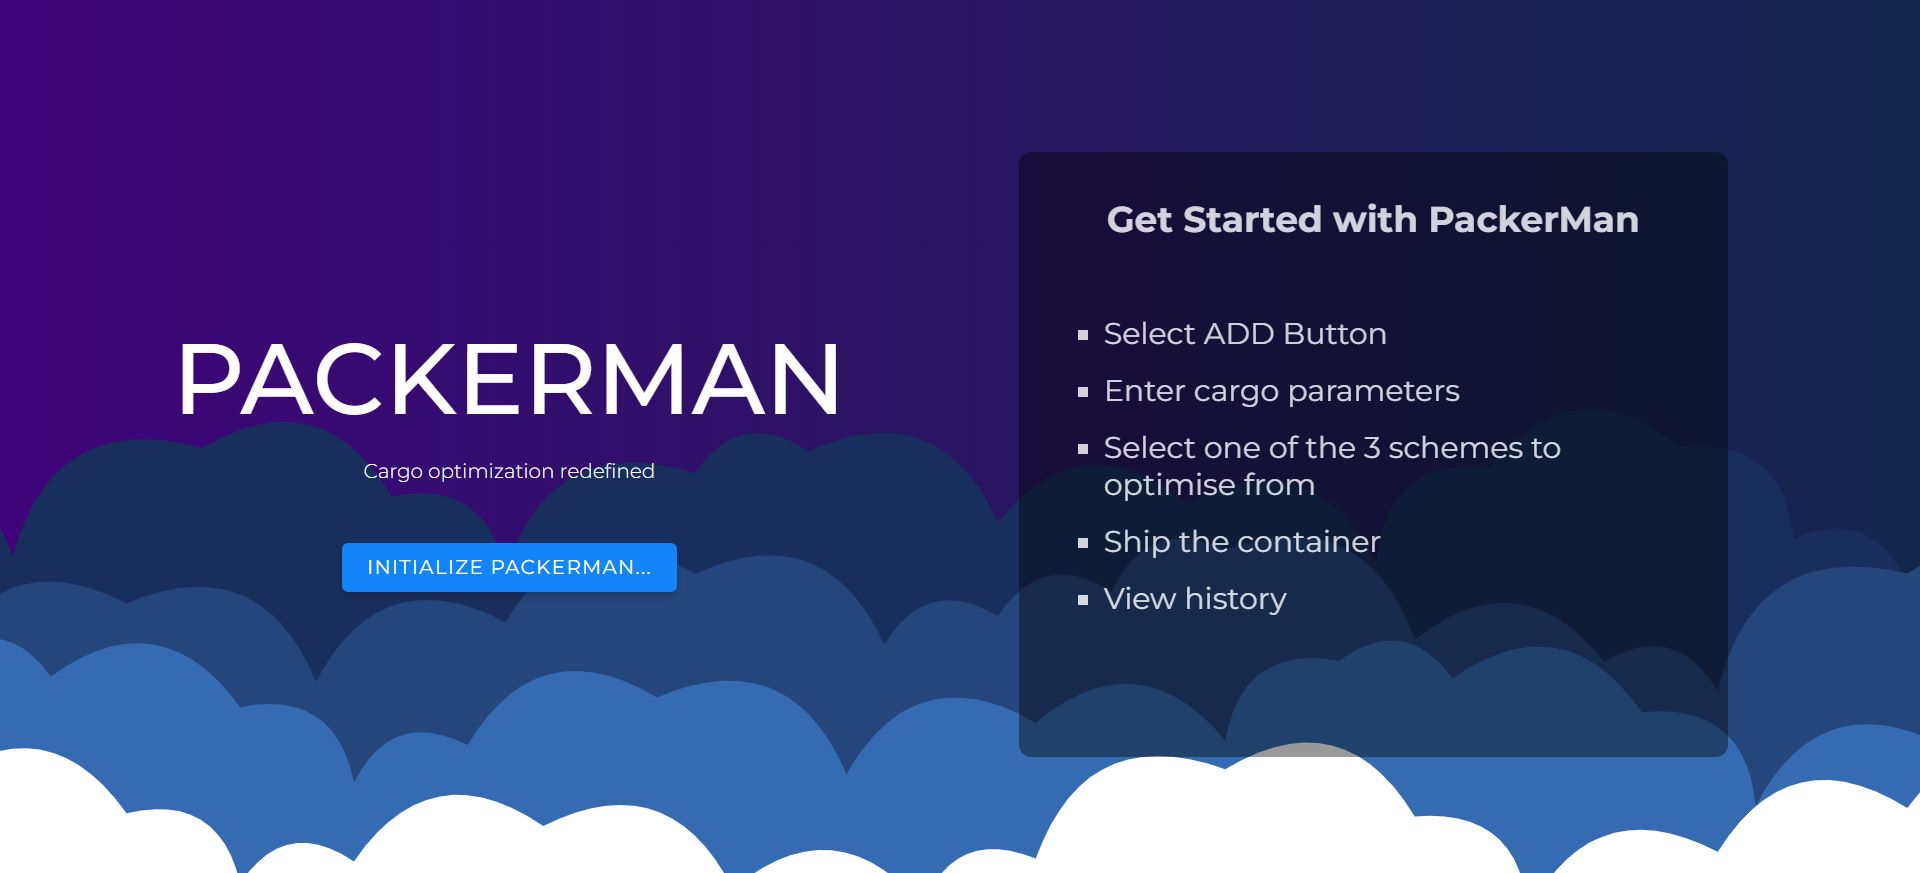 PACKERMAN
Cargo optimization redefined
INITIALIZE PACKERMAN...
Get Started with PackerMan
Select ADD Button
Enter cargo parameters
Select one of the 3 schemes to
optimise from
Ship the container
View history